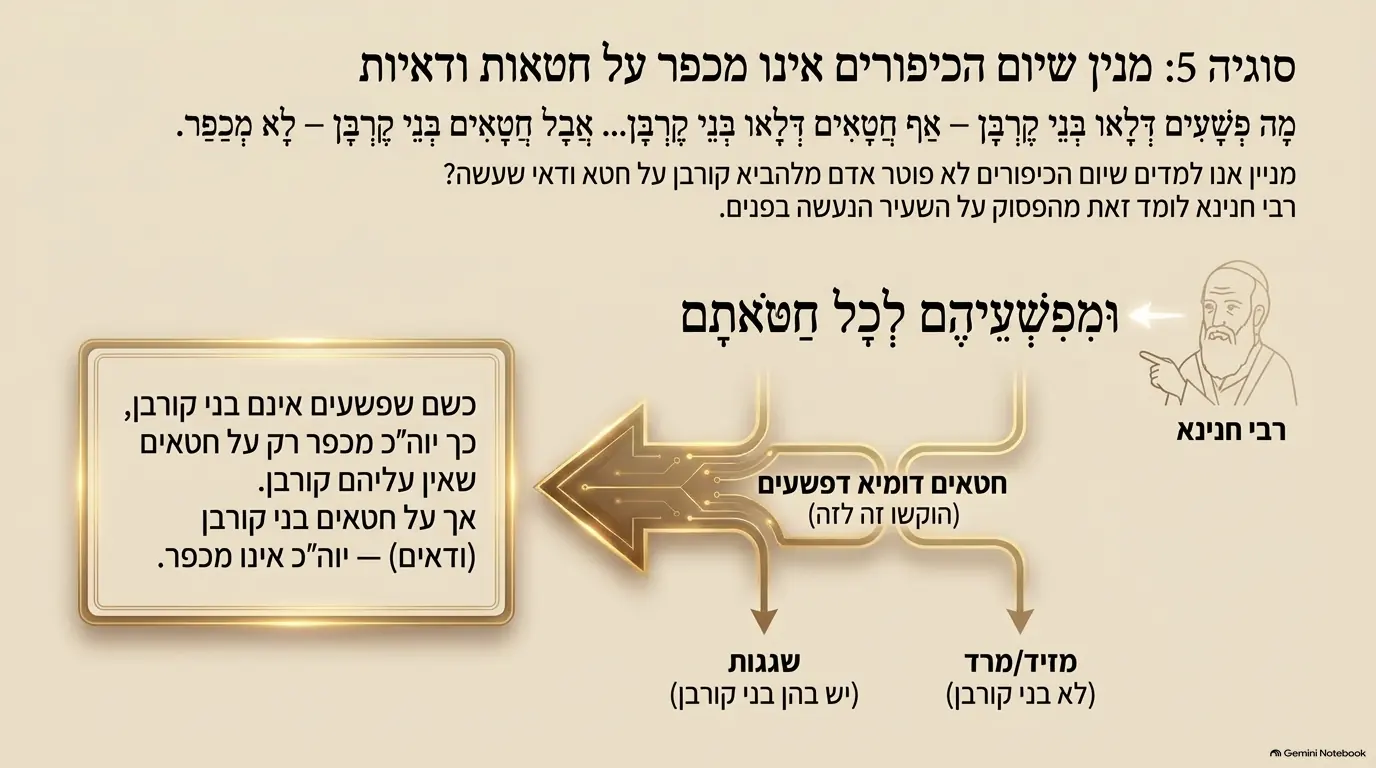 סוגיה 5: מנין שיום הכיפורים אינו מכפר על חטאות ודאיות
מָה פְּשָׁעִים דְּלָאו בְּנֵי קׇרְבָּן – אַף חֲטָאִים דְּלָאו בְּנֵי קׇרְבָּן... אֲבָל חֲטָאִים בְּנֵי קׇרְבָּן – לָא מְכַפַּר.
מניין אנו למדים שיום הכיפורים לא פוטר אדם מלהביא קורבן על חטא ודאי שעשה?
רבי חנינא לומד זאת מהפסוק על השעיר הנעשה בפנים.
וּמִפִּשְׁעֵיהֶם לְכׇל חַטֹּאתָם
רבי חנינא
חטאים דומיא דפשעים
(הוקשו זה לזה)
מזיד/מרד
(לא בני קורבן)
שגגות
(יש בהן בני קורבן)
כשם שפשעים אינם בני קורבן,
כך יוה"כ מכפר רק על חטאים
שאין עליהם קורבן.
אך על חטאים בני קורבן
(ודאים) — יוה"כ אינו מכפר.
Gemini Notebook